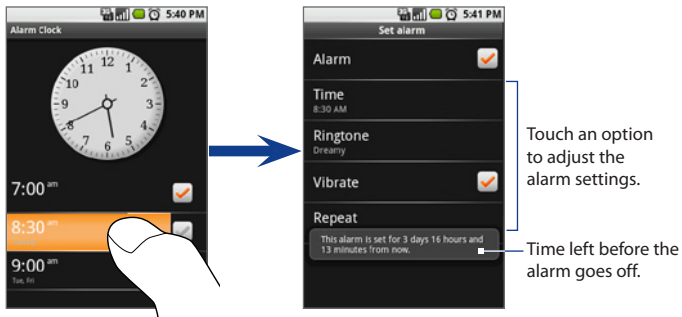 5:40 PM
Alarm Clock
12
11 1
10 2
9 3
8 4
7 5
6
7:00 am
8:30 am
9:00 am
Tue, Fri
5:41 PM
Set alarm
Alarm
Time
8:30 AM
Ringtone
Dreamy
Vibrate
Repeat
This alarm is set for 3 days 16 hours and
13 minutes from now.
Touch an option
to adjust the
alarm settings.
Time left before the
alarm goes off.